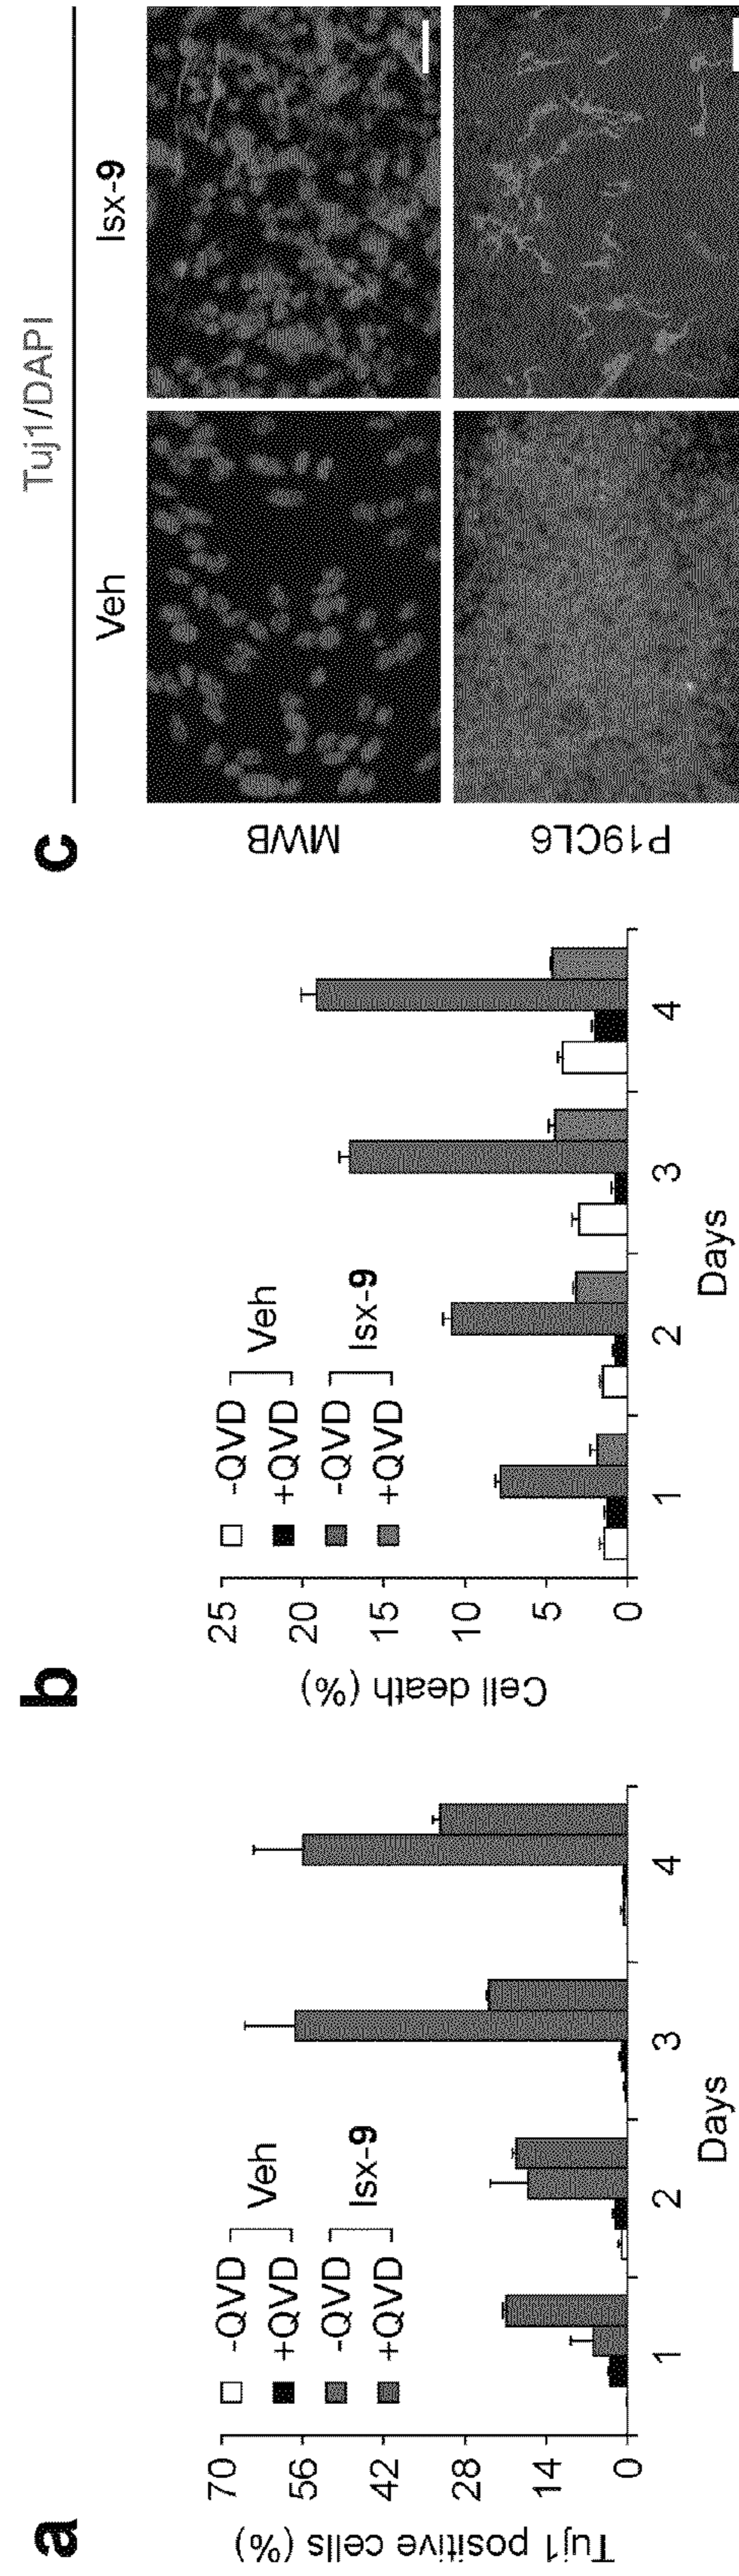 a
Tuj1 positive cells (%)
70
56
42
28
14
0
-QVD
+QVD
Veh
-QVD
+QVD
Isx-9
1 2 3 4
Days
b
Cell death (%)
25
20
15
10
5
0
-QVD
+QVD
Veh
-QVD
+QVD
Isx-9
1 2 3 4
Days
c
Tuj1/DAPI
Veh Isx-9
MWB
P19CL6